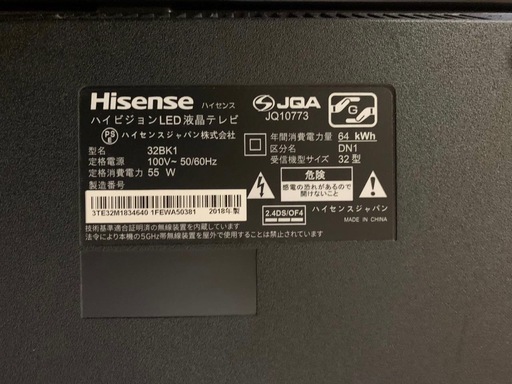 Hisense ハイセンス
ハイビジョンLED液晶テレビ
PS E ハイセンスジャパン株式会社
型名 32BK1
定格電源 100V～ 50/60Hz
定格消費電力 55 W
製造番号
3TE32M1834640 1FEWA50381 2018年製
技術基準適合証明済の無線装置を内蔵しています
法令により本機の5GHz帯無線装置を屋外で使用することは禁止されています。
JQA
JQ10773
G
年間消費電力量 64 kWh
区分名 DN1
受信機型サイズ 32型
危険
感電の恐れがあるので
開けないこと
2.4DS/OF4
ハイセンスジャパン
MADE IN CHINA